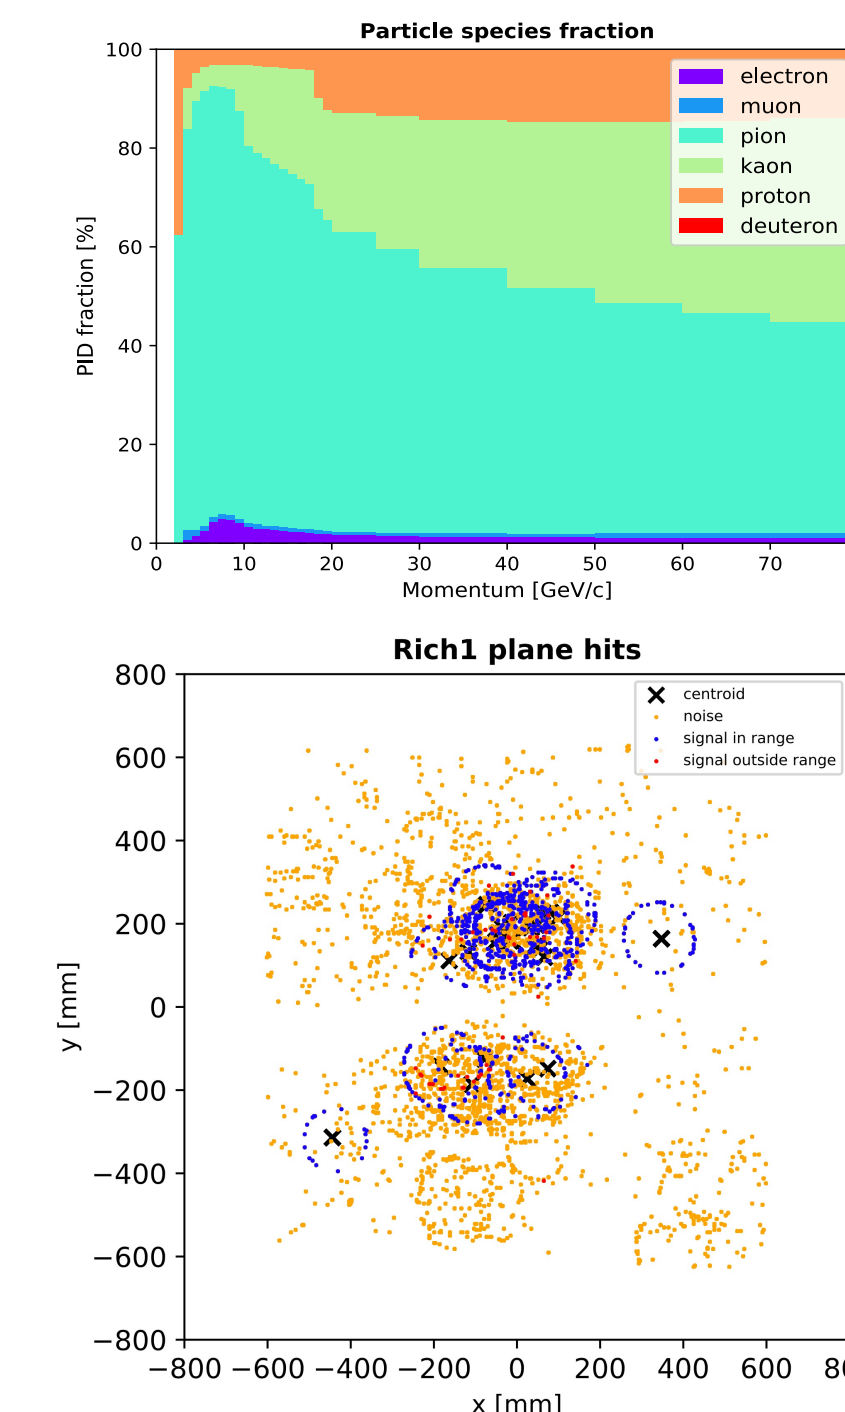 Particle species fraction
100
80
60
40
20
0
PID fraction [%]
electron
muon
pion
kaon
proton
deuteron
0 10 20 30 40 50 60 70
Momentum [GeV/c]
Rich1 plane hits
800
600
400
200
0
−200
−400
−600
−800
y [mm]
centroid
noise
signal in range
signal outside range
−800 −600 −400 −200 0 200 400 600 80
x [mm]